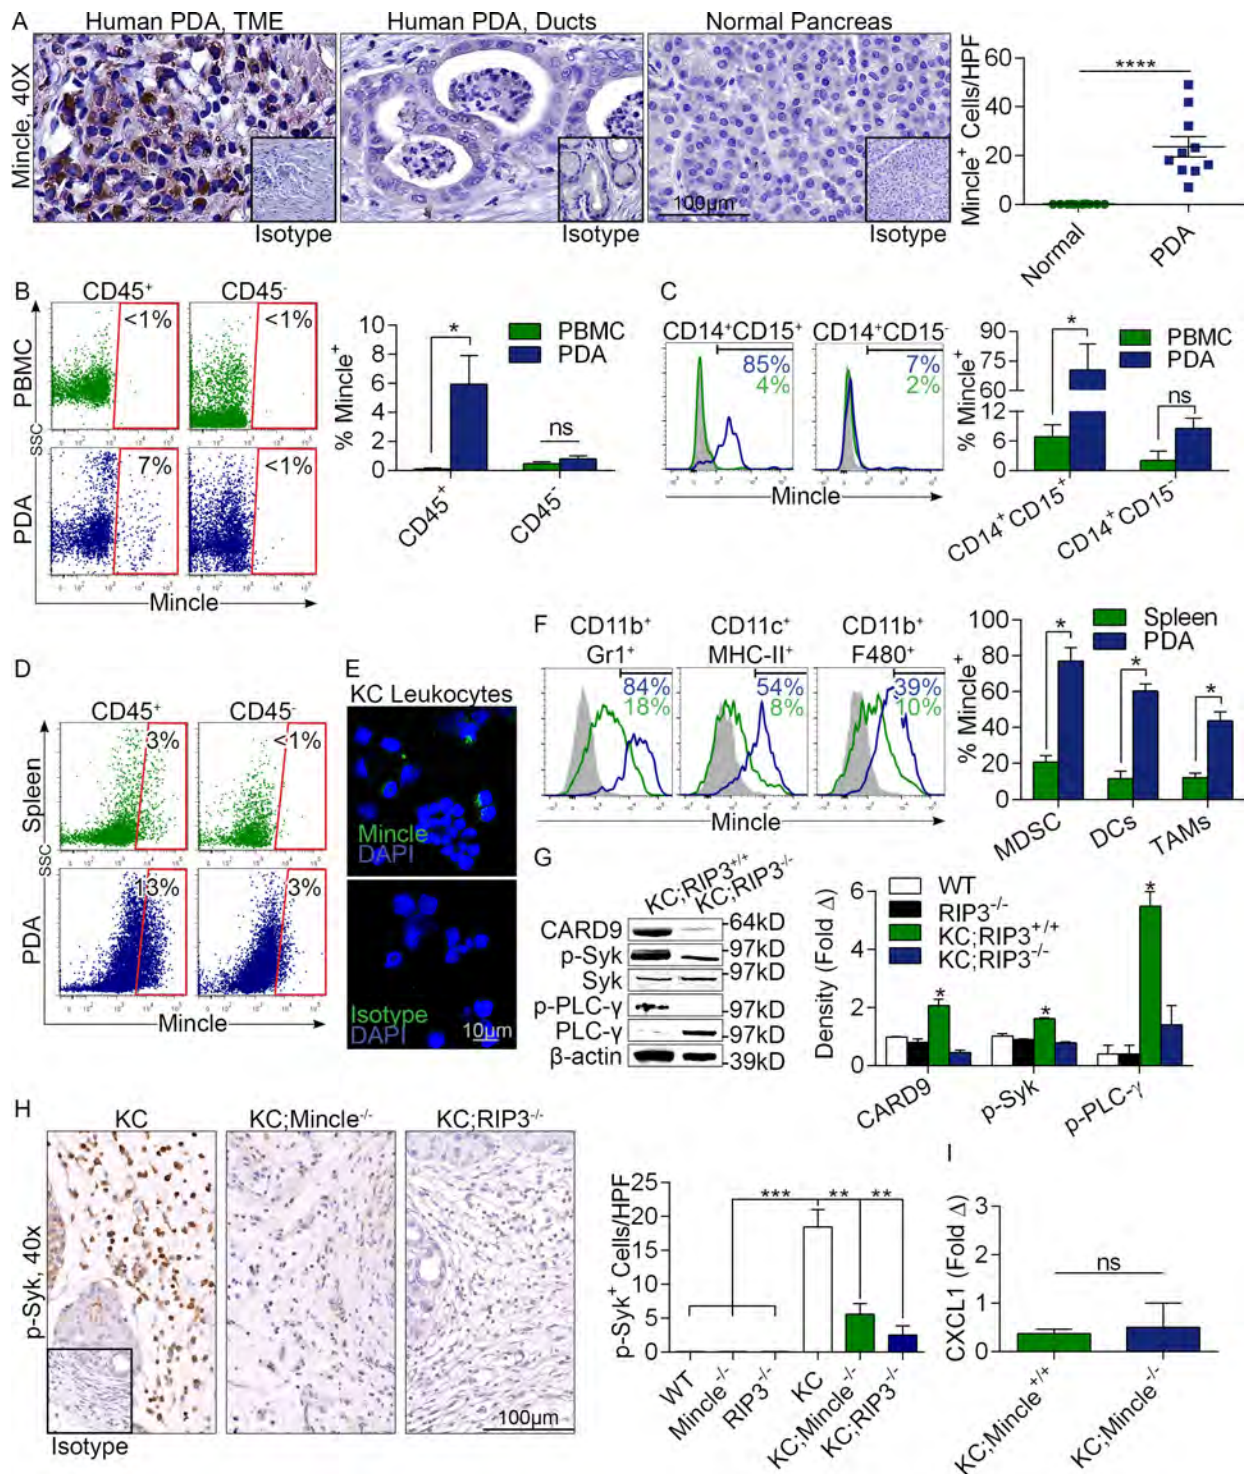 A
Human PDA, TME
Human PDA, Ducts
Normal Pancreas
Mincle, 40X
Isotype
Isotype
100µm
Isotype
Mincle⁺ Cells/HPF
60
40
20
0
****
Normal
PDA
B
CD45⁺
CD45⁻
PBMC
<1%
<1%
SSC
PDA
7%
<1%
Mincle
% Mincle⁺
10
8
6
4
2
0
*
ns
PBMC
PDA
CD45⁺
CD45⁻
C
CD14⁺CD15⁺
CD14⁺CD15⁻
85%
4%
7%
2%
Mincle
% Mincle⁺
90
75
60
12
6
0
*
ns
PBMC
PDA
CD14⁺CD15⁺
CD14⁺CD15⁻
D
CD45⁺
CD45⁻
Spleen
3%
<1%
SSC
PDA
13%
3%
Mincle
E
KC Leukocytes
Mincle
DAPI
Isotype
DAPI
10µm
F
CD11b⁺
Gr1⁺
CD11c⁺
MHC-II⁺
CD11b⁺
F480⁺
84%
18%
54%
8%
39%
10%
Mincle
% Mincle⁺
100
80
60
40
20
0
*
*
*
Spleen
PDA
MDSC
DCs
TAMs
G
KC;RIP3⁺/⁺
KC;RIP3⁻/⁻
CARD9
-64kD
p-Syk
-97kD
Syk
-97kD
p-PLC-γ
-97kD
PLC-γ
-97kD
β-actin
-39kD
Density (Fold Δ)
6
4
2
0
WT
RIP3⁻/⁻
KC;RIP3⁺/⁺
KC;RIP3⁻/⁻
*
*
*
CARD9
p-Syk
p-PLC-γ
H
KC
KC;Mincle⁻/⁻
KC;RIP3⁻/⁻
p-Syk, 40x
Isotype
100µm
p-Syk⁺ Cells/HPF
25
20
15
10
5
0
***
**
**
WT
Mincle⁻/⁻
RIP3⁻/⁻
KC
KC;Mincle⁻/⁻
KC;RIP3⁻/⁻
I
CXCL1 (Fold Δ)
3
2
1
0
ns
KC;Mincle⁺/⁺
KC;Mincle⁻/⁻